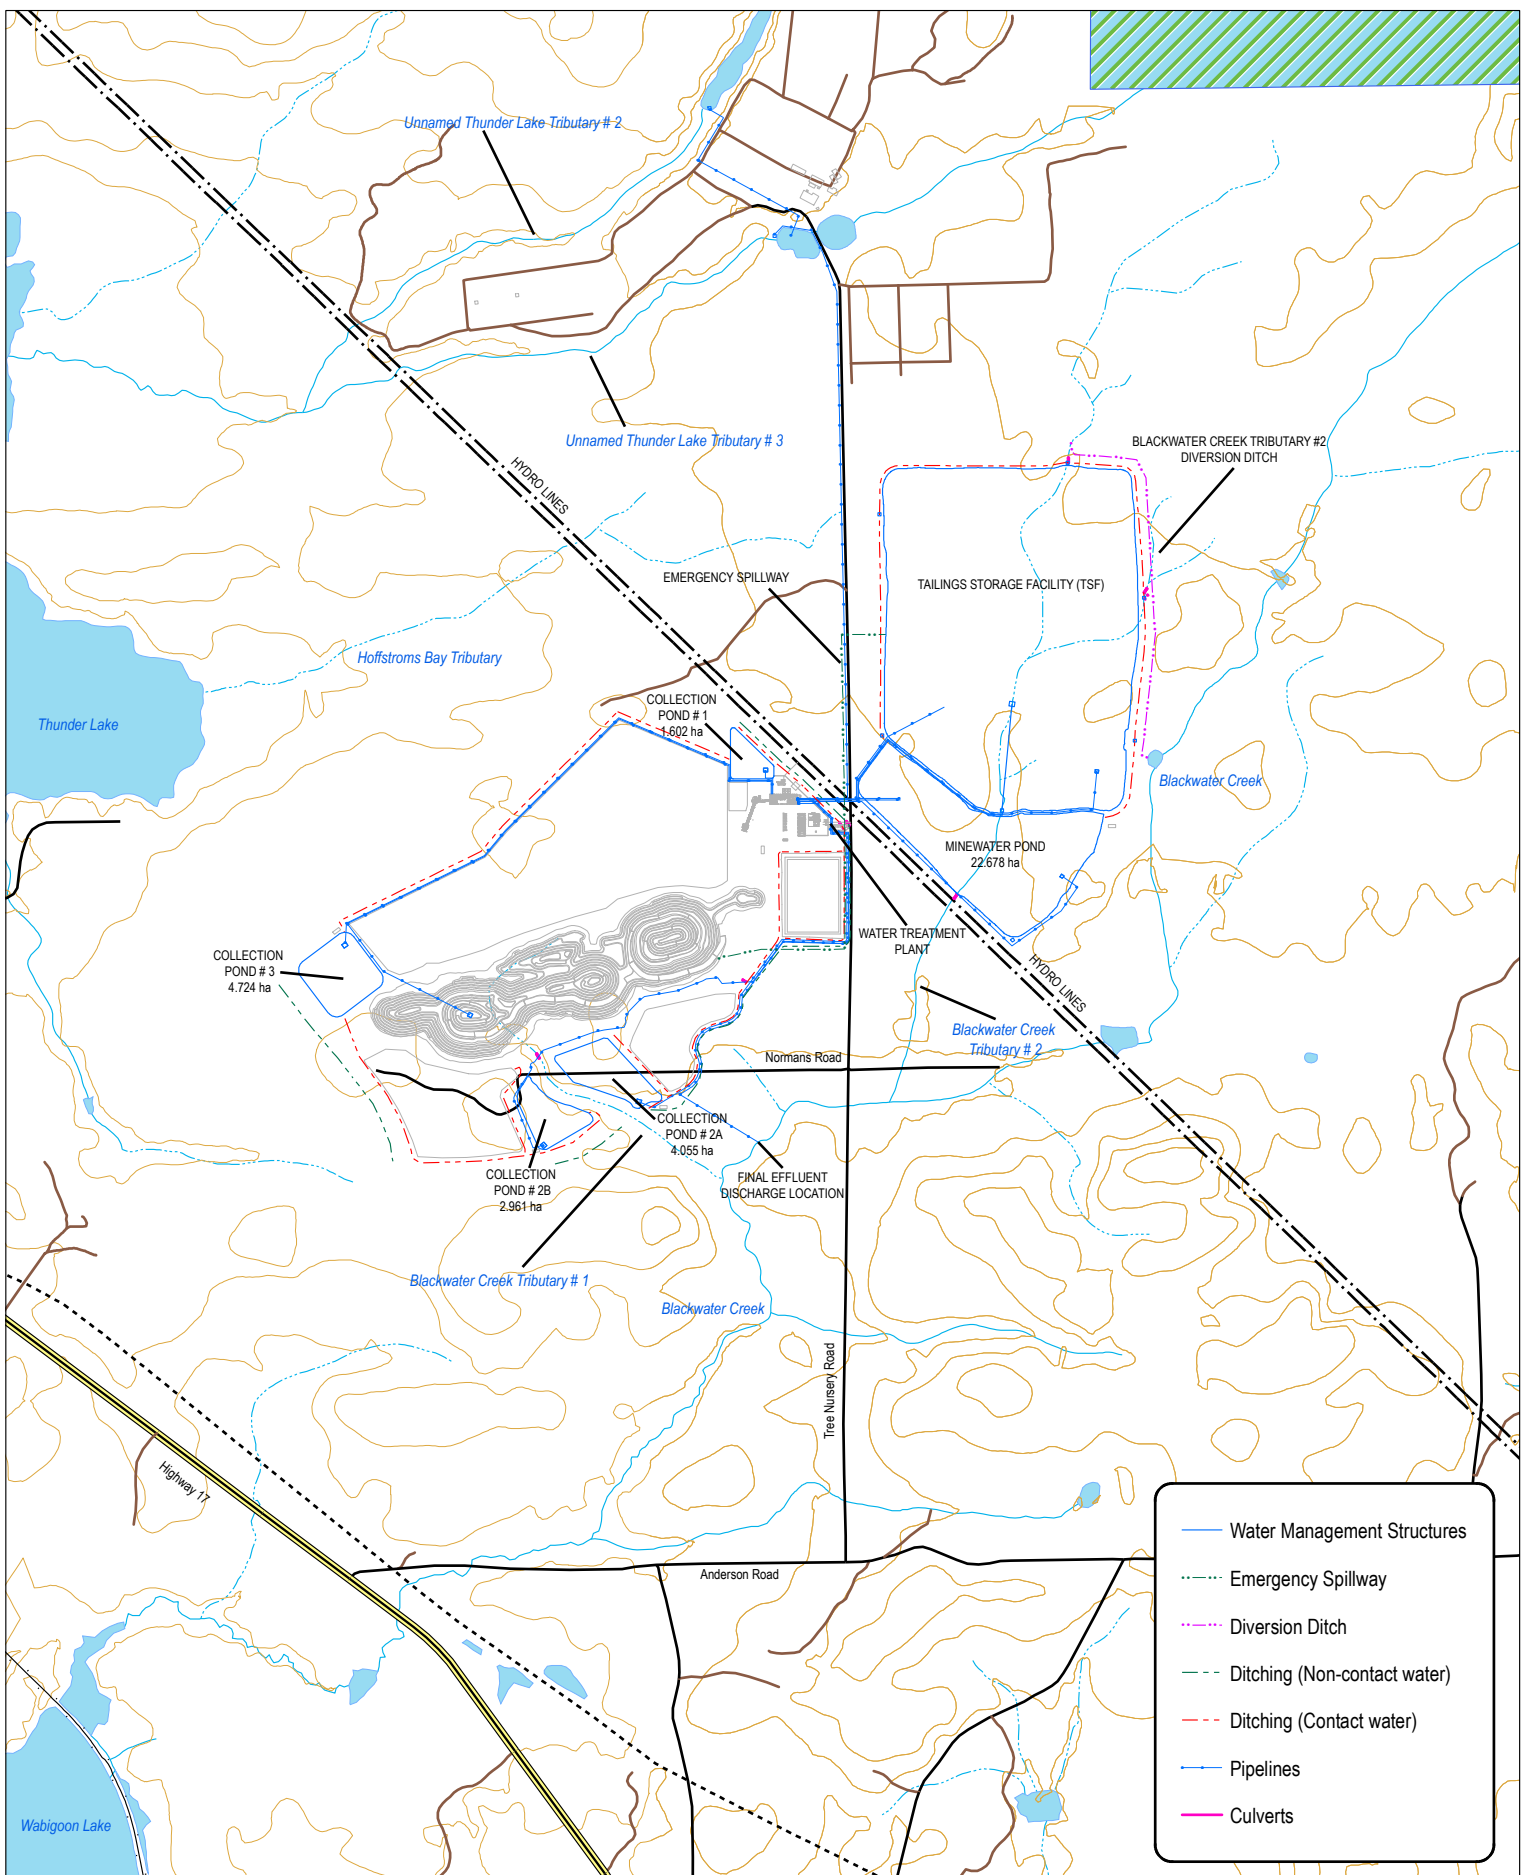 Unnamed Thunder Lake Tributary # 2
Unnamed Thunder Lake Tributary # 3
HYDRO LINES
BLACKWATER CREEK TRIBUTARY #2
DIVERSION DITCH
EMERGENCY SPILLWAY
TAILINGS STORAGE FACILITY (TSF)
Hoffstroms Bay Tributary
Thunder Lake
COLLECTION
POND # 1
1.602 ha
Blackwater Creek
MINEWATER POND
22.678 ha
WATER TREATMENT
PLANT
COLLECTION
POND # 3
4.724 ha
HYDRO LINES
Blackwater Creek
Tributary # 2
Normans Road
COLLECTION
POND # 2A
4.055 ha
COLLECTION
POND # 2B
2.961 ha
FINAL EFFLUENT
DISCHARGE LOCATION
Blackwater Creek Tributary # 1
Blackwater Creek
Tree Nursery Road
Highway 17
Anderson Road
Wabigoon Lake
Water Management Structures
Emergency Spillway
Diversion Ditch
Ditching (Non-contact water)
Ditching (Contact water)
Pipelines
Culverts